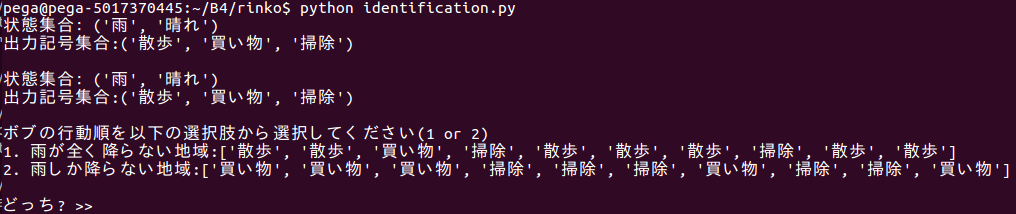 pega@pega-5017370445:~/B4/rinko$ python identification.py
状態集合: ('雨', '晴れ')
出力記号集合:('散歩', '買い物', '掃除')
状態集合: ('雨', '晴れ')
出力記号集合:('散歩', '買い物', '掃除')
ボブの行動順を以下の選択肢から選択してください(1 or 2)
1. 雨が全く降らない地域:['散歩', '散歩', '買い物', '掃除', '散歩', '散歩', '散歩', '掃除', '散歩', '散歩']
2. 雨しか降らない地域:['買い物', '買い物', '買い物', '掃除', '掃除', '掃除', '買い物', '掃除', '掃除', '買い物']
どっち? >>